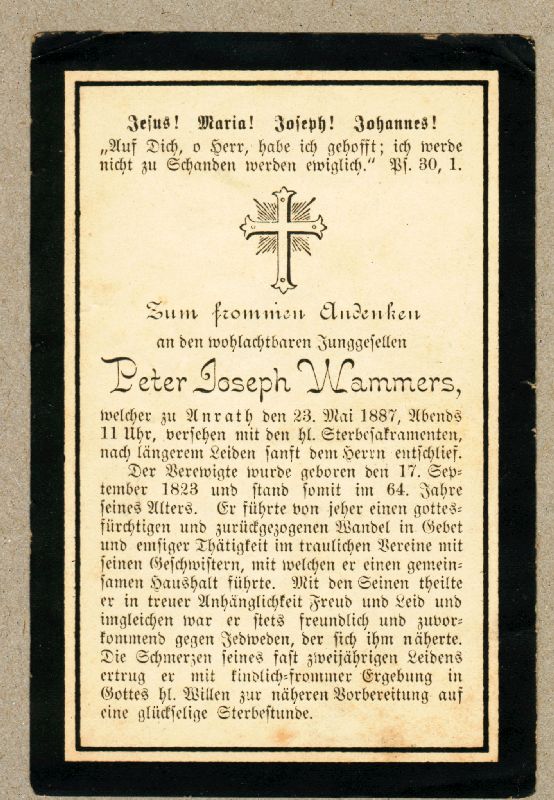 Jesus! Maria! Joseph! Johannes!
„Auf Dich, o Herr, habe ich gehofft; ich werde
nicht zu Schanden werden ewiglich.“ Ps. 30, 1.
Zum frommen Andenken
an den wohlachtbaren Junggesellen
Peter Joseph Wammers,
welcher zu Anrath den 23. Mai 1887, Abends
11 Uhr, versehen mit den hl. Sterbesakramenten,
nach längerem Leiden sanft dem Herrn entschlief.
Der Verewigte wurde geboren den 17. Sep-
tember 1823 und stand somit im 64. Jahre
seines Alters. Er führte von jeher einen gottes-
fürchtigen und zurückgezogenen Wandel in Gebet
und emsiger Thätigkeit im traulichen Vereine mit
seinen Geschwistern, mit welchen er einen gemein-
samen Haushalt führte. Mit den Seinen theilte
er in treuer Anhänglichkeit Freud und Leid und
imgleichen war er stets freundlich und zuvor-
kommend gegen Jedweden, der sich ihm näherte.
Die Schmerzen seines fast zweijährigen Leidens
ertrug er mit kindlich-frommer Ergebung in
Gottes hl. Willen zur näheren Vorbereitung auf
eine glückselige Sterbestunde.